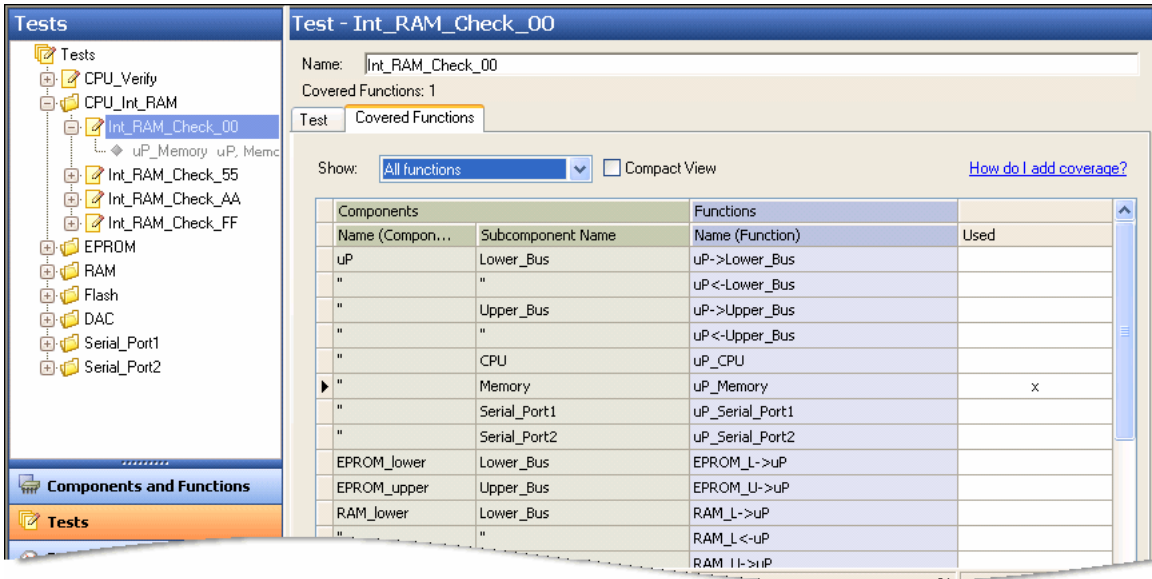 Tests
Tests
CPU_Verify
CPU_Int_RAM
Int_RAM_Check_00
uP_Memory uP, Memc
Int_RAM_Check_55
Int_RAM_Check_AA
Int_RAM_Check_FF
EPROM
RAM
Flash
DAC
Serial_Port1
Serial_Port2
Components and Functions
Tests
Test - Int_RAM_Check_00
Name: Int_RAM_Check_00
Covered Functions: 1
Test Covered Functions
Show: All functions Compact View How do I add coverage?
Components Functions
Name (Compon... Subcomponent Name Name (Function) Used
uP Lower_Bus uP->Lower_Bus
" " uP<-Lower_Bus
" Upper_Bus uP->Upper_Bus
" " uP<-Upper_Bus
" CPU uP_CPU
" Memory uP_Memory x
" Serial_Port1 uP_Serial_Port1
" Serial_Port2 uP_Serial_Port2
EPROM_lower Lower_Bus EPROM_L->uP
EPROM_upper Upper_Bus EPROM_U->uP
RAM_lower Lower_Bus RAM_L->uP
" " RAM_L<-uP
RAM_U->uP